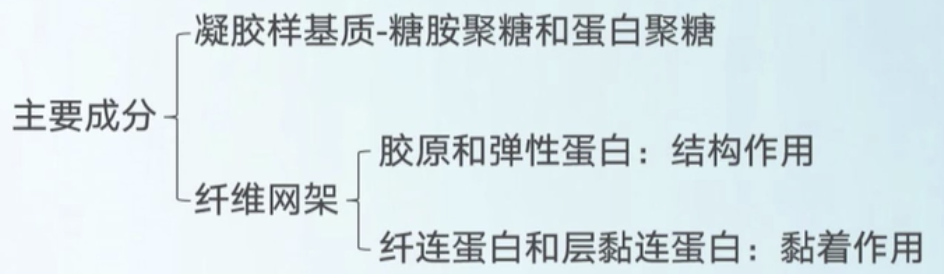 凝胶样基质-糖胺聚糖和蛋白聚糖
主要成分
胶原和弹性蛋白：结构作用
纤维网架
纤连蛋白和层黏连蛋白：黏着作用